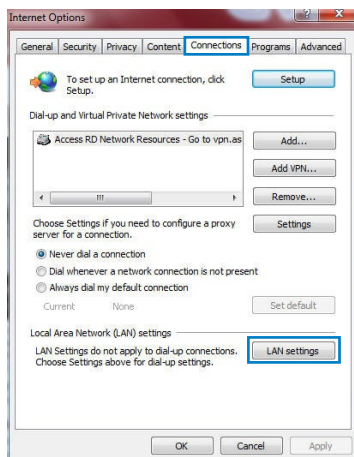 Internet Options
General Security Privacy Content Connections Programs Advanced
To set up an Internet connection, click Setup.
Setup
Dial-up and Virtual Private Network settings
Access RD Network Resources - Go to vpn.as
Add...
Add VPN...
Remove...
Choose Settings if you need to configure a proxy
server for a connection.
Settings
Never dial a connection
Dial whenever a network connection is not present
Always dial my default connection
Current None
Set default
Local Area Network (LAN) settings
LAN Settings do not apply to dial-up connections.
Choose Settings above for dial-up settings.
LAN settings
OK Cancel Apply